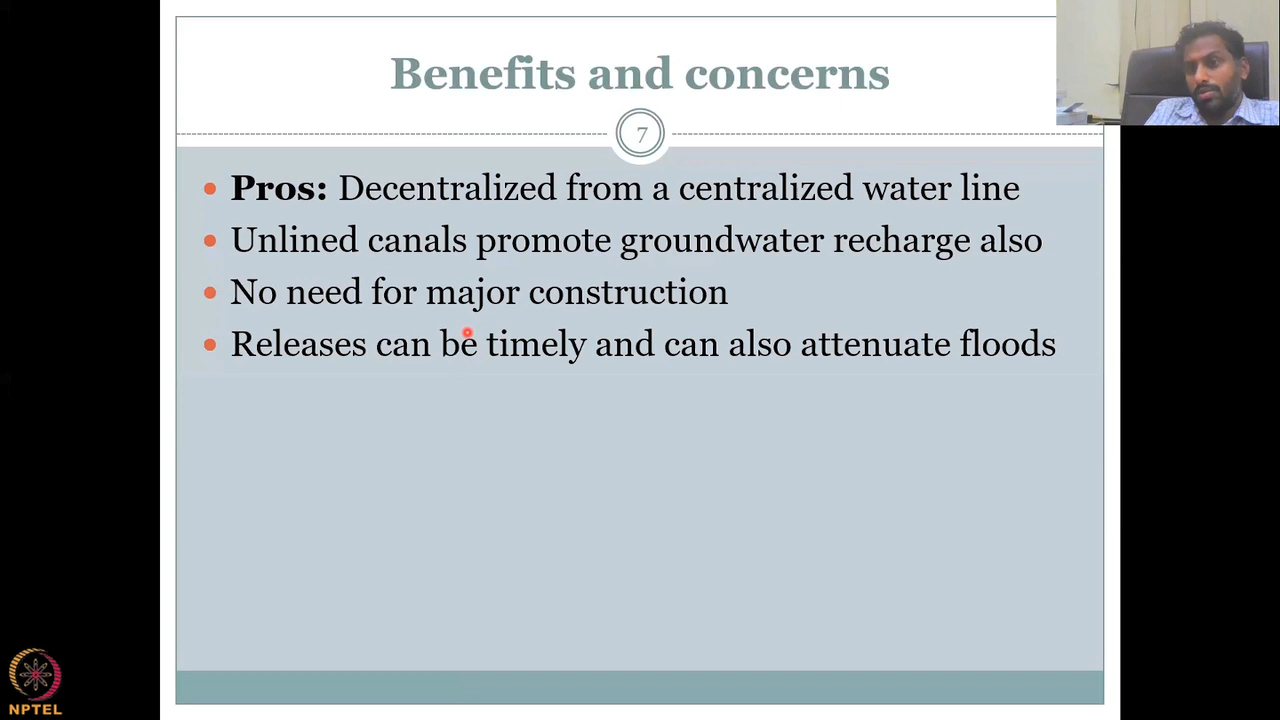 Benefits and concerns
7
Pros: Decentralized from a centralized water line
Unlined canals promote groundwater recharge also
No need for major construction
Releases can be timely and can also attenuate floods
NPTEL